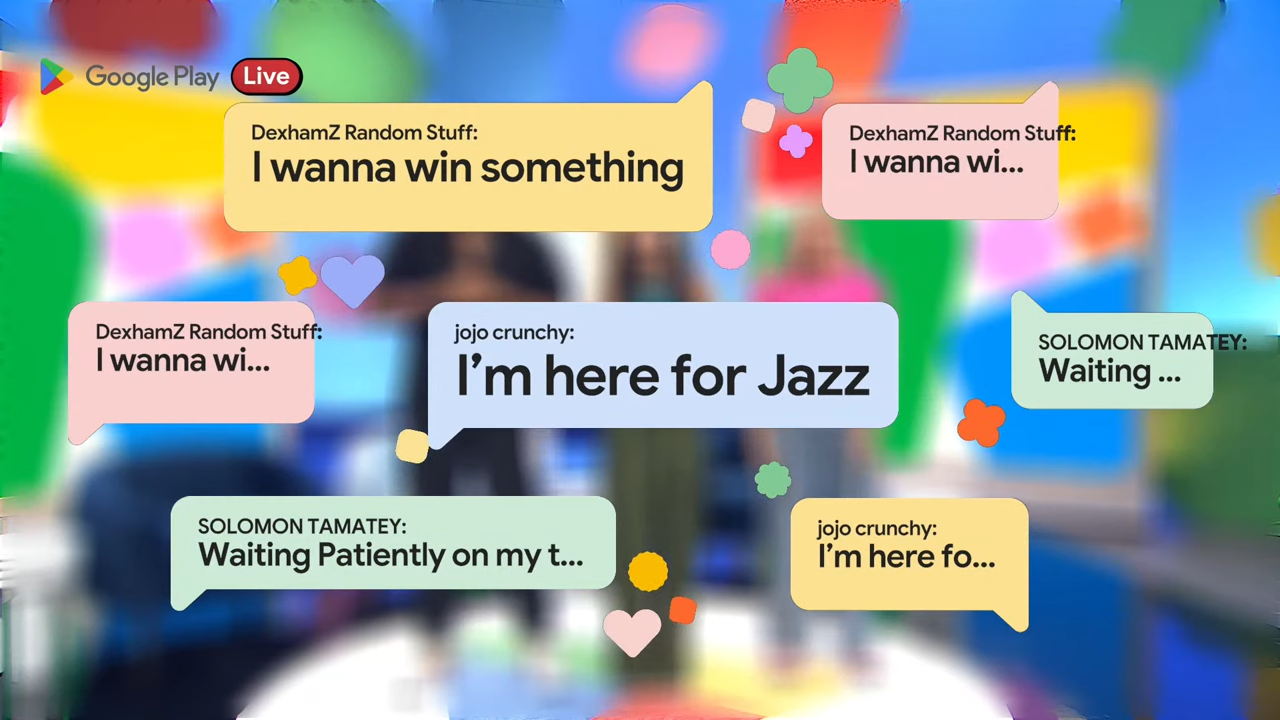 Google Play Live
DexhamZ Random Stuff:
I wanna win something
DexhamZ Random Stuff:
I wanna wi...
DexhamZ Random Stuff:
I wanna wi...
jojo crunchy:
I’m here for Jazz
SOLOMON TAMATEY:
Waiting ...
SOLOMON TAMATEY:
Waiting Patiently on my t...
jojo crunchy:
I’m here fo...